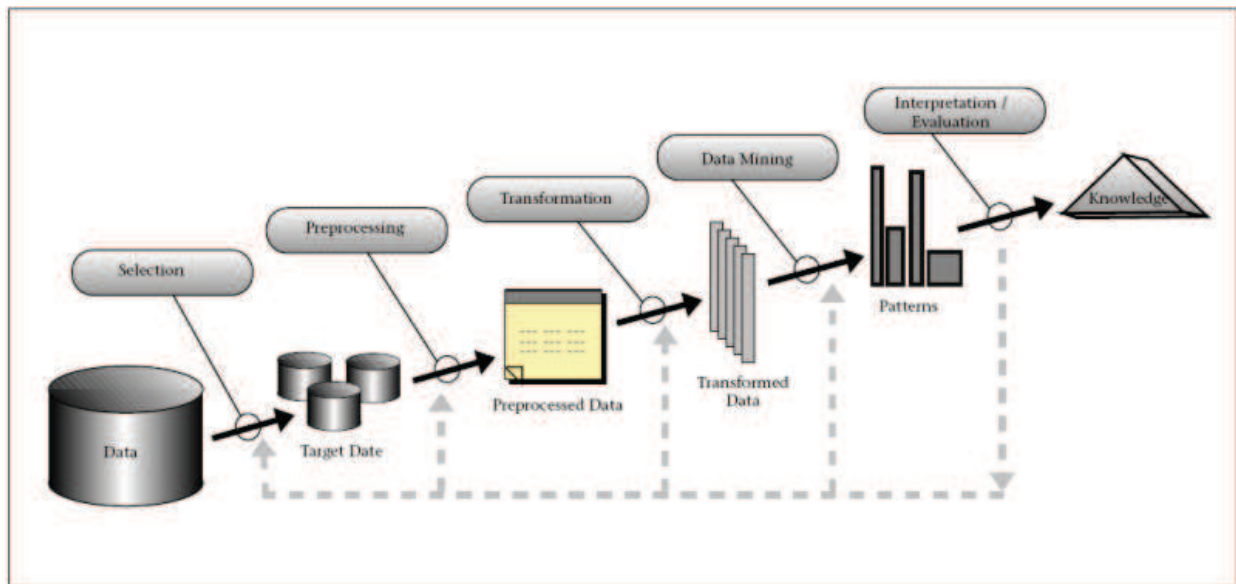 Interpretation /
Evaluation
Data Mining
Transformation
Preprocessing
Selection
Knowledge
Patterns
Transformed
Data
Preprocessed Data
Target Date
Data